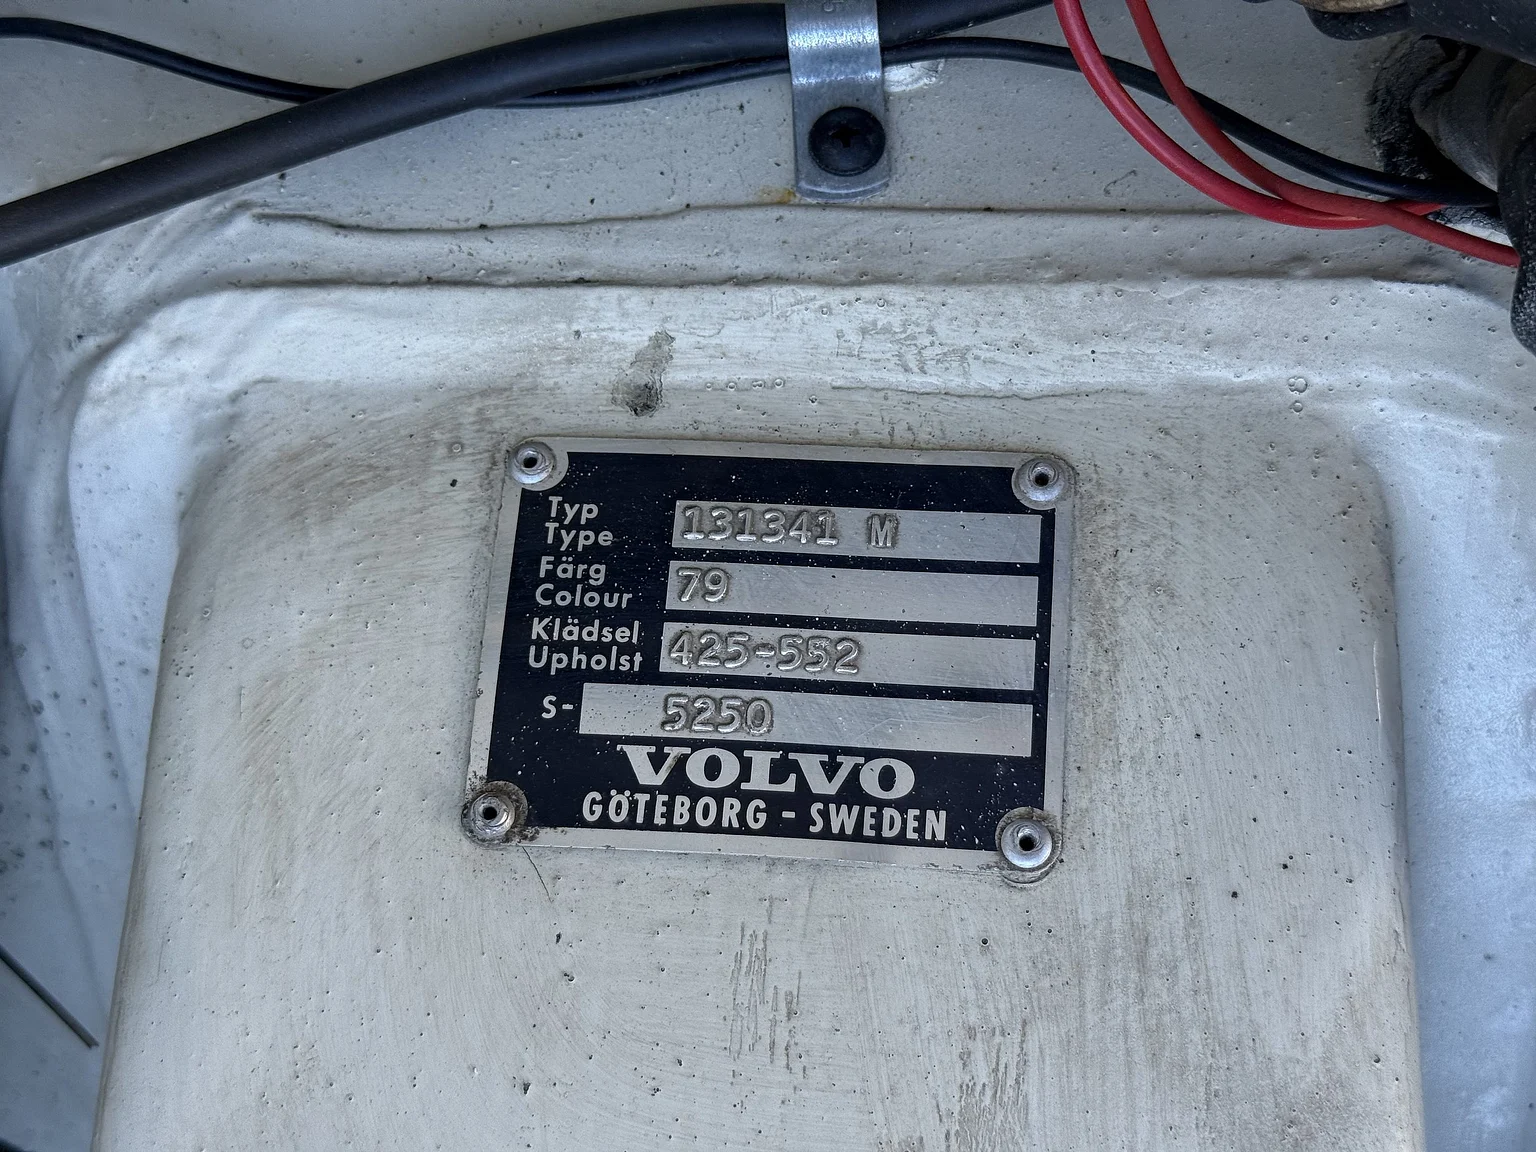 Typ
Type 131341 M
Färg
Colour 79
Klädsel
Upholst 425-552
S- 5250
VOLVO
GÖTEBORG - SWEDEN